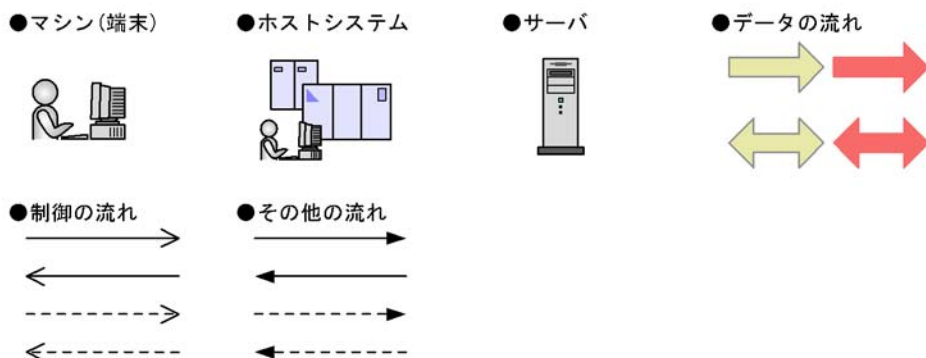 ●マシン(端末)
●ホストシステム
●サーバ
●データの流れ
●制御の流れ
●その他の流れ